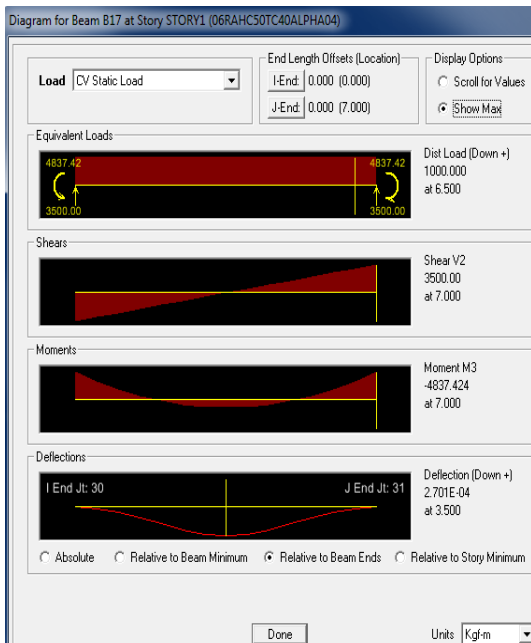 Diagram for Beam B17 at Story STORY1 (06RAHC50TC40ALPHA04)
Load CV Static Load
End Length Offsets (Location)
I-End: 0.000 (0.000)
J-End: 0.000 (7.000)
Display Options
Scroll for Values
Show Max
Equivalent Loads
4837.42 4837.42
3500.00 3500.00
Dist Load (Down +)
1000.000
at 6.500
Shears
Shear V2
3500.00
at 7.000
Moments
Moment M3
-4837.424
at 7.000
Deflections
I End Jt: 30 J End Jt: 31
Deflection (Down +)
2.701E-04
at 3.500
Absolute Relative to Beam Minimum Relative to Beam Ends Relative to Story Minimum
Done Units Kgf-m